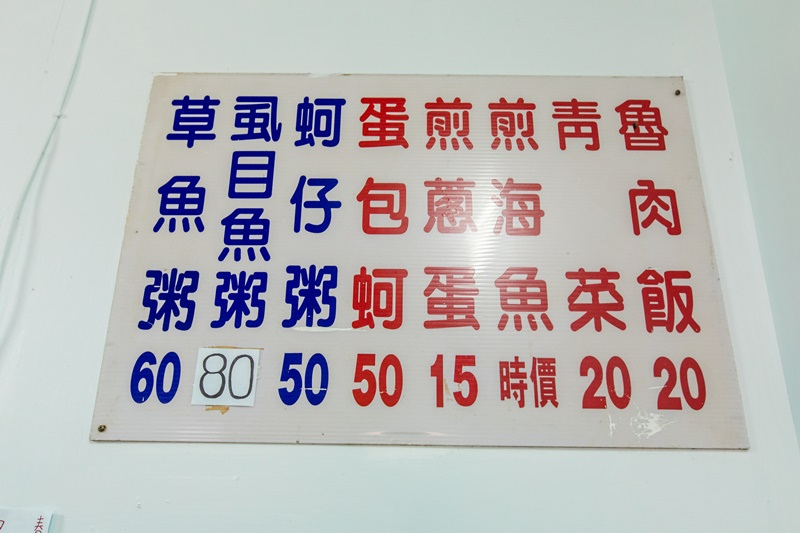 魯肉飯 20
青菜 20
煎海魚 時價
煎蔥蛋 15
蛋包蚵 50
蚵仔粥 50
虱目魚粥 80
草魚粥 60